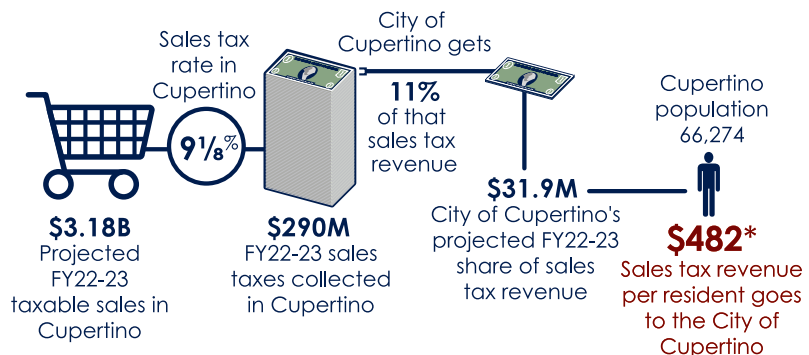 Sales tax
rate in
Cupertino
9⅛%
$3.18B
Projected
FY22-23
taxable sales in
Cupertino
$290M
FY22-23 sales
taxes collected
in Cupertino
City of
Cupertino gets
11%
of that
sales tax
revenue
$31.9M
City of Cupertino's
projected FY22-23
share of sales
tax revenue
Cupertino
population
66,274
$482*
Sales tax revenue
per resident goes
to the City of
Cupertino